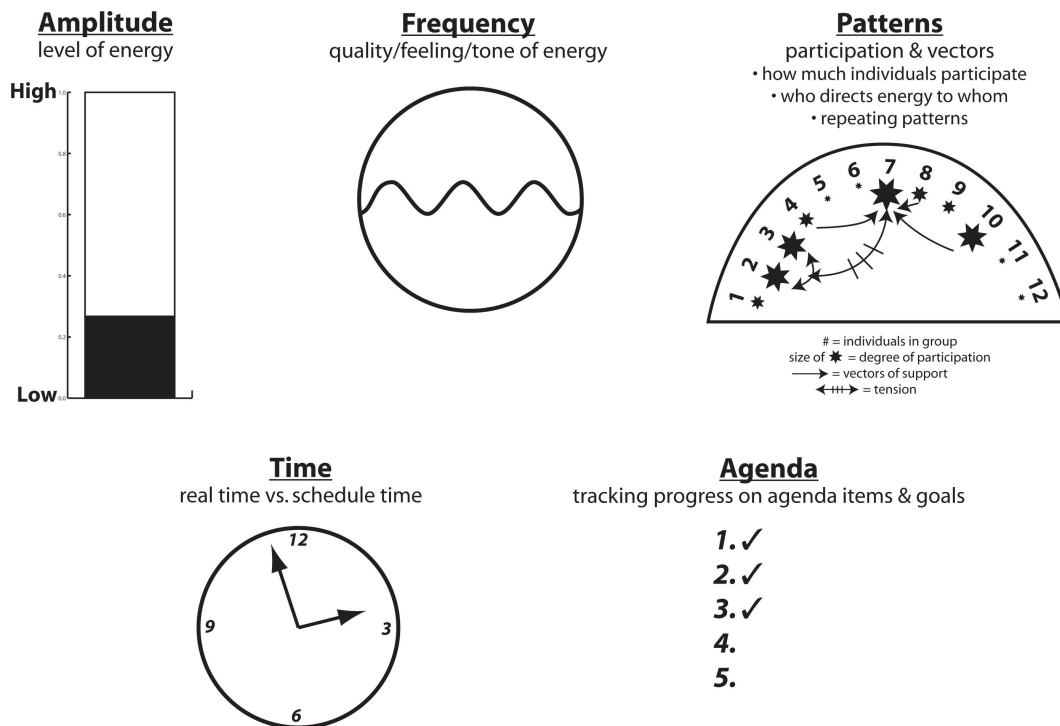 Amplitude
level of energy
High
1.0
0.8
0.6
0.4
0.2
Low
0.0
Frequency
quality/feeling/tone of energy
Patterns
participation & vectors
• how much individuals participate
• who directs energy to whom
• repeating patterns
1
2
3
4
5
6
7
8
9
10
11
12
# = individuals in group
size of ✷ = degree of participation
= vectors of support
= tension
Time
real time vs. schedule time
12
9
3
6
Agenda
tracking progress on agenda items & goals
1. ✓
2. ✓
3. ✓
4.
5.